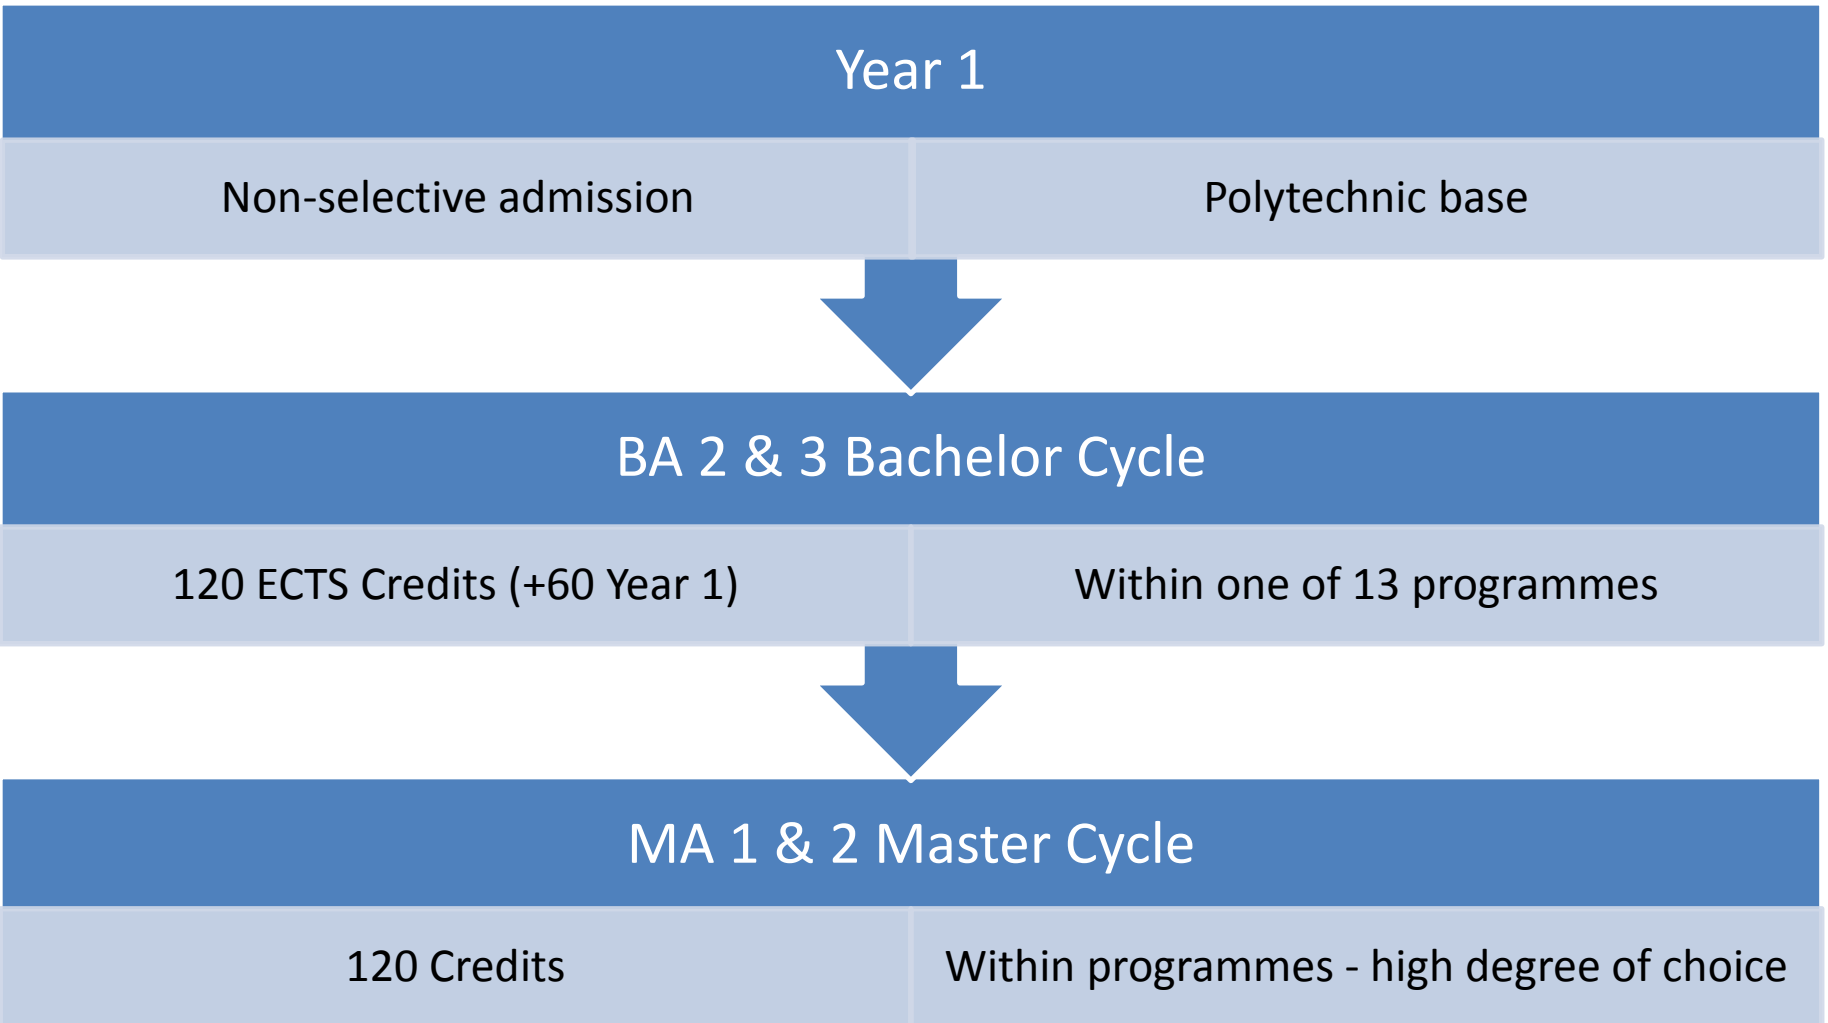 Year 1
Non-selective admission
Polytechnic base
BA 2 & 3 Bachelor Cycle
120 ECTS Credits (+60 Year 1)
Within one of 13 programmes
MA 1 & 2 Master Cycle
120 Credits
Within programmes - high degree of choice